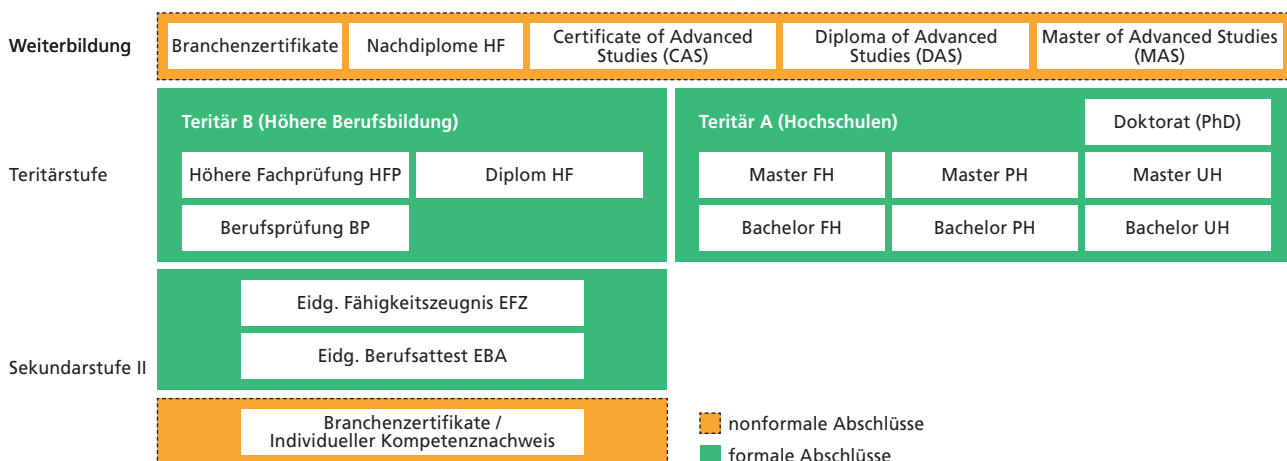 Weiterbildung
Branchenzertifikate
Nachdiplome HF
Certificate of Advanced
Studies (CAS)
Diploma of Advanced
Studies (DAS)
Master of Advanced Studies
(MAS)
Teritärstufe
Teritär B (Höhere Berufsbildung)
Höhere Fachprüfung HFP
Diplom HF
Berufsprüfung BP
Teritär A (Hochschulen)
Doktorat (PhD)
Master FH
Master PH
Master UH
Bachelor FH
Bachelor PH
Bachelor UH
Sekundarstufe II
Eidg. Fähigkeitszeugnis EFZ
Eidg. Berufsattest EBA
Branchenzertifikate /
Individueller Kompetenznachweis
nonformale Abschlüsse
formale Abschlüsse